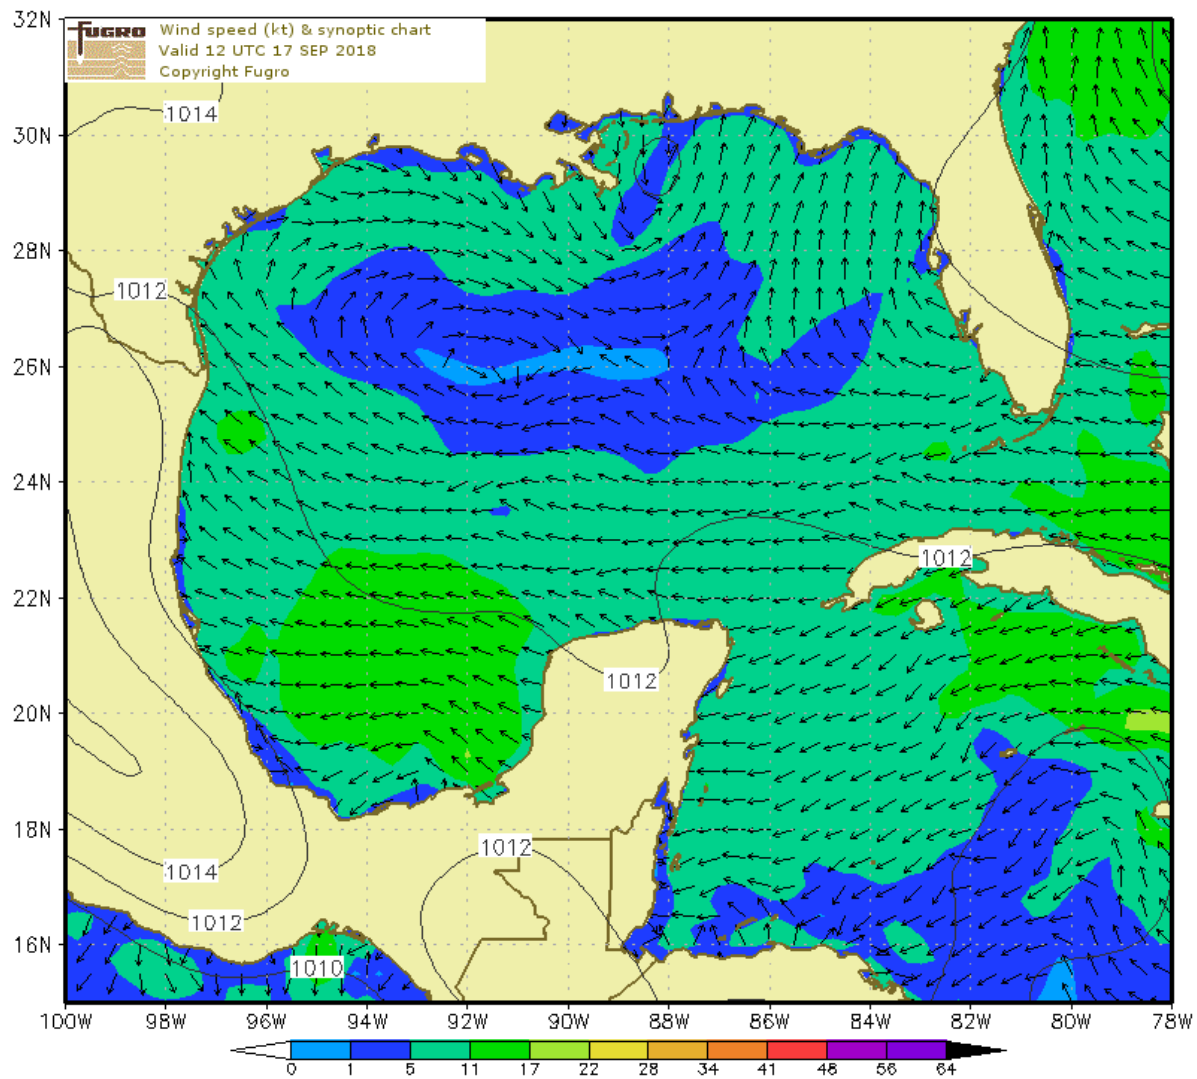 FUGRO
Wind speed (kt) & synoptic chart
Valid 12 UTC 17 SEP 2018
Copyright Fugro
32N
1014
30N
28N
1012
26N
24N
1012
22N
1012
20N
18N
1012
1014
1012
16N
1010
100W 98W 96W 94W 92W 90W 88W 86W 84W 82W 80W 78W
0 1 5 11 17 22 28 34 41 48 56 64